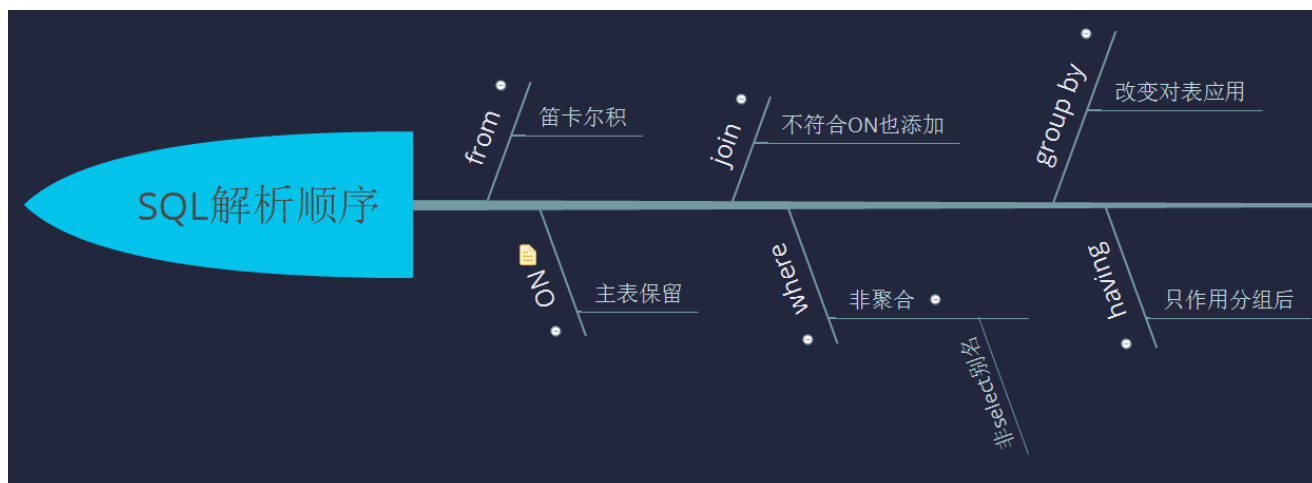 SQL解析顺序
from
笛卡尔积
ON
主表保留
join
不符合ON也添加
where
非聚合
非select别名
group by
改变对表应用
having
只作用分组后